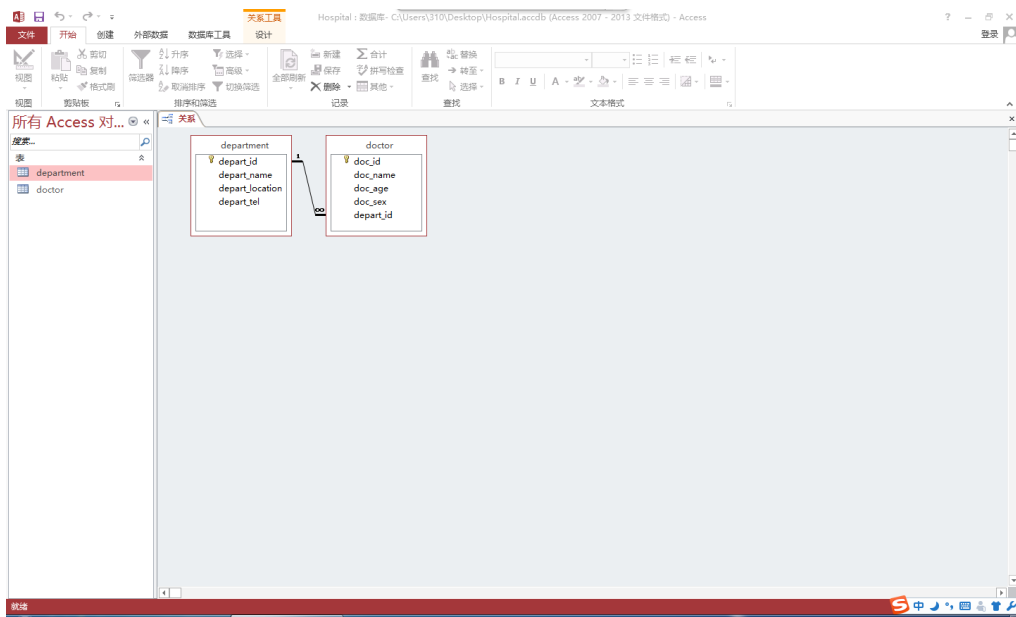 关系工具
Hospital : 数据库- C:\Users\310\Desktop\Hospital.accdb (Access 2007 - 2013 文件格式) - Access
文件 开始 创建 外部数据 数据库工具 设计 登录
剪切 升序 选择 新建 合计 替换
复制 降序 高级 保存 拼写检查 转至
视图 粘贴 格式刷 筛选器 取消排序 切换筛选 全部刷新 删除 其他 查找 选择 B I U A
视图 剪贴板 排序和筛选 记录 查找 文本格式
所有 Access 对... 关系
搜索...
表
department
doctor
department
depart_id
depart_name
depart_location
depart_tel
1
∞
doctor
doc_id
doc_name
doc_age
doc_sex
depart_id
就绪
S 中